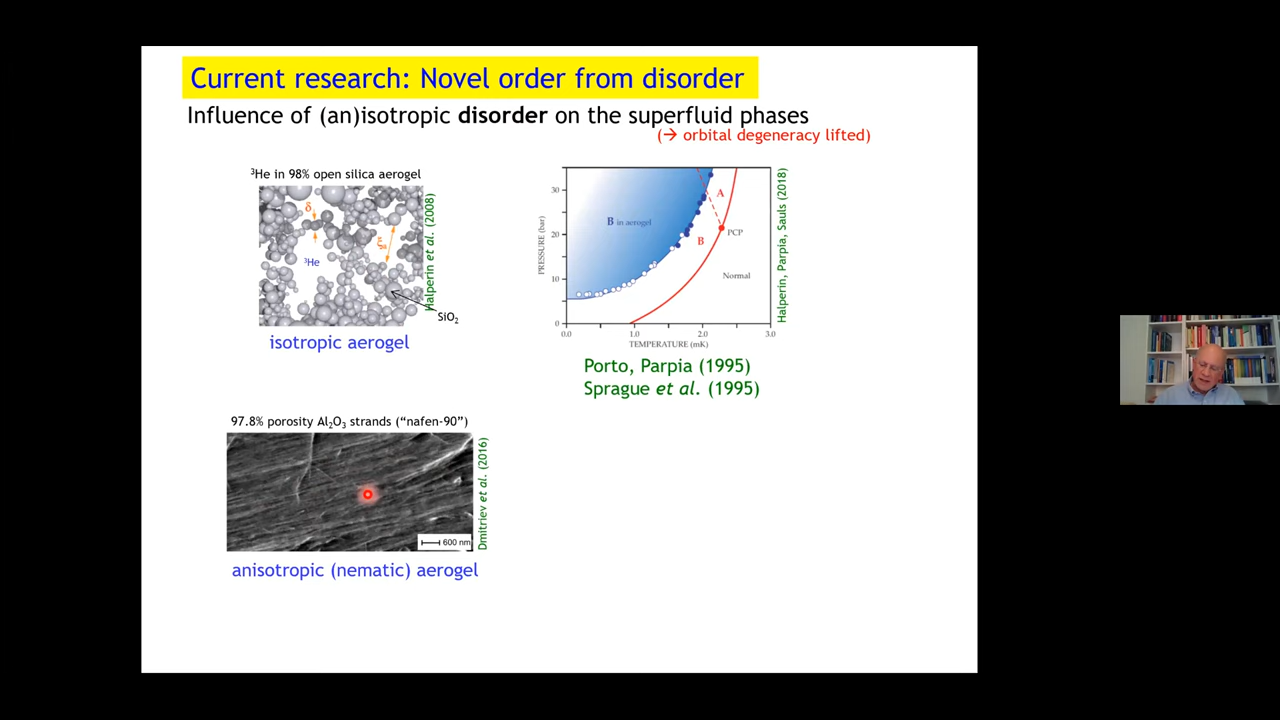 Current research: Novel order from disorder
Influence of (an)isotropic disorder on the superfluid phases
(→ orbital degeneracy lifted)
³He in 98% open silica aerogel
δ
ξₐ
³He
SiO₂
Halperin et al. (2008)
isotropic aerogel
PRESSURE (bar)
30
20
10
0
B in aerogel
A
B
PCP
Normal
0.0 1.0 2.0 3.0
TEMPERATURE (mK)
Halperin, Parpia, Sauls (2018)
Porto, Parpia (1995)
Sprague et al. (1995)
97.8% porosity Al₂O₃ strands (“nafen-90”)
600 nm
Dmitriev et al. (2016)
anisotropic (nematic) aerogel